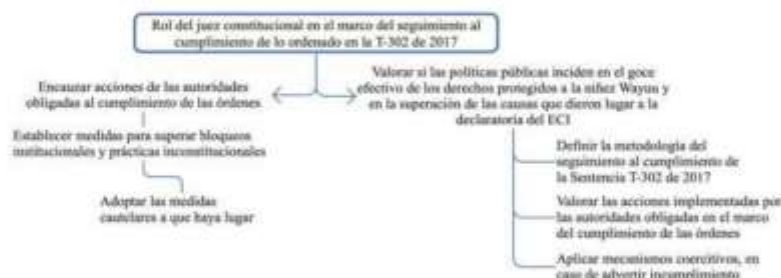 Rol del juez constitucional en el marco del seguimiento al
cumplimiento de lo ordenado en la T-302 de 2017
Encauzar acciones de las autoridades
obligadas al cumplimiento de las órdenes
Establecer medidas para superar bloqueos
institucionales y prácticas inconstitucionales
Adoptar las medidas
cautelares a que haya lugar
Valorar si las políticas públicas inciden en el goce
efectivo de los derechos protegidos a la niñez Wayuu y
en la superación de las causas que dieron lugar a la
declaratoria del ECI
Definir la metodología del
seguimiento al cumplimiento de
la Sentencia T-302 de 2017
Valorar las acciones implementadas por
las autoridades obligadas en el marco
del cumplimiento de las órdenes
Aplicar mecanismos coercitivos, en
caso de advertir incumplimiento